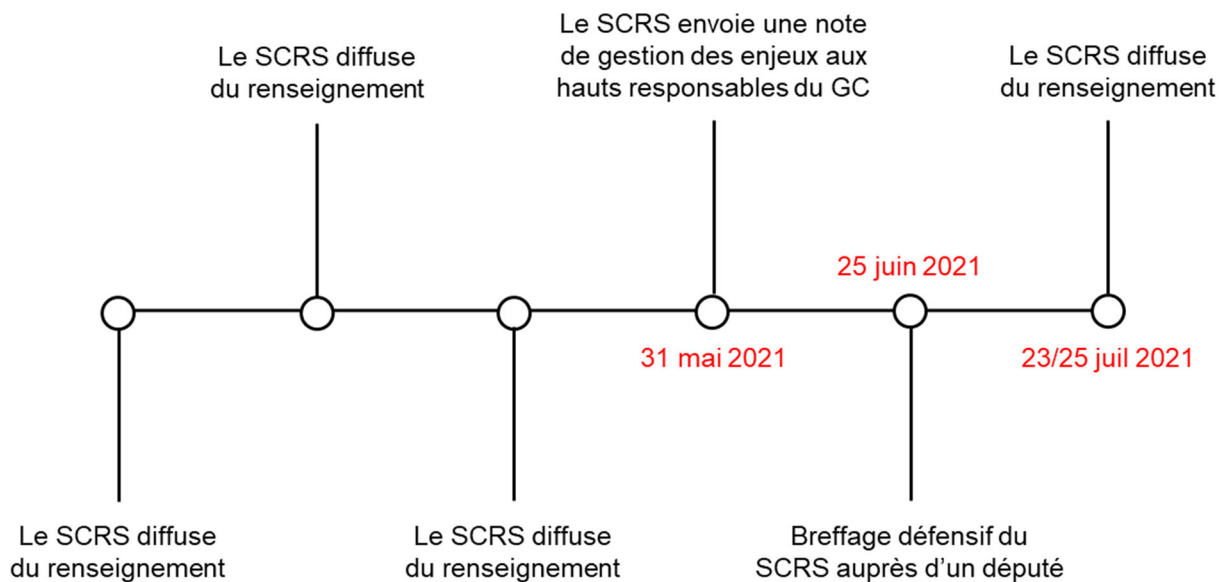 Le SCRS diffuse
du renseignement
Le SCRS envoie une note
de gestion des enjeux aux
hauts responsables du GC
Le SCRS diffuse
du renseignement
25 juin 2021
31 mai 2021
23/25 juil 2021
Le SCRS diffuse
du renseignement
Le SCRS diffuse
du renseignement
Breffage défensif du
SCRS auprès d’un député